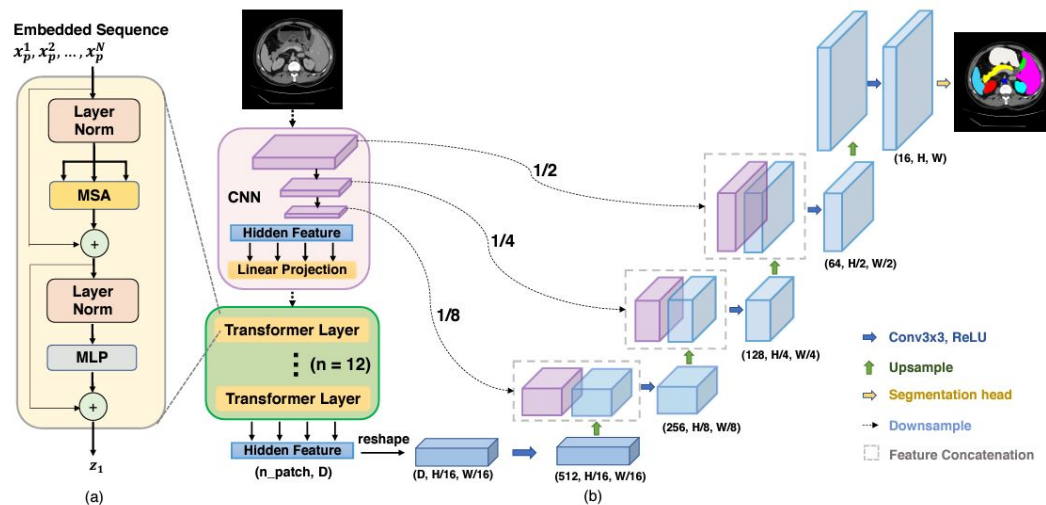 Embedded Sequence
x_p^1, x_p^2, ..., x_p^N
Layer
Norm
MSA
+
Layer
Norm
MLP
+
z_1
(a)
CNN
Hidden Feature
Linear Projection
Transformer Layer
(n = 12)
Transformer Layer
Hidden Feature
(n_patch, D)
reshape
(D, H/16, W/16)
(512, H/16, W/16)
(b)
1/2
1/4
1/8
(256, H/8, W/8)
(128, H/4, W/4)
(64, H/2, W/2)
(16, H, W)
Conv3x3, ReLU
Upsample
Segmentation head
Downsample
Feature Concatenation